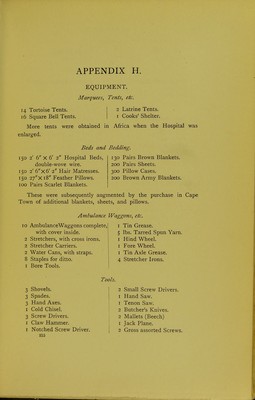 APPENDIX H.
EQUIPMENT.
Marquees, Tents, etc.
14 Tortoise Tents.
16 Square Bell Tents.
2 Latrine Tents.
1 Cooks' Shelter.
More tents were obtained in Africa when the Hospital was
enlarged.
Beds and Bedding.
150 2' 6" × 6' 2" Hospital Beds,
double-wove wire.
150 2' 6" × 6' 2" Hair Matresses.
150 27" × 18" Feather Pillows.
100 Pairs Scarlet Blankets.
150 Pairs Brown Blankets.
200 Pairs Sheets.
300 Pillow Cases.
100 Brown Army Blankets.
These were subsequently augmented by the purchase in Cape
Town of additional blankets, sheets, and pillows.
Ambulance Waggons, etc.
10 Ambulance Waggons complete,
with cover inside.
2 Stretchers, with cross irons.
2 Stretcher Carriers.
2 Water Cans, with straps.
8 Staples for ditto.
1 Bore Tools.
1 Tin Grease.
5 lbs. Tarred Spun Yarn.
1 Hind Wheel.
1 Fore Wheel.
1 Tin Axle Grease.
4 Stretcher Irons.
Tools.
5 Shovels.
3 Spades.
3 Hand Axes.
1 Cold Chisel.
3 Screw Drivers.
1 Claw Hammer.
1 Notched Screw Driver.
2 Small Screw Drivers.
1 Hand Saw.
1 Tenon Saw.
2 Butcher's Knives.
2 Mallets (Beech)
1 Jack Plane.
2 Gross assorted Screws.